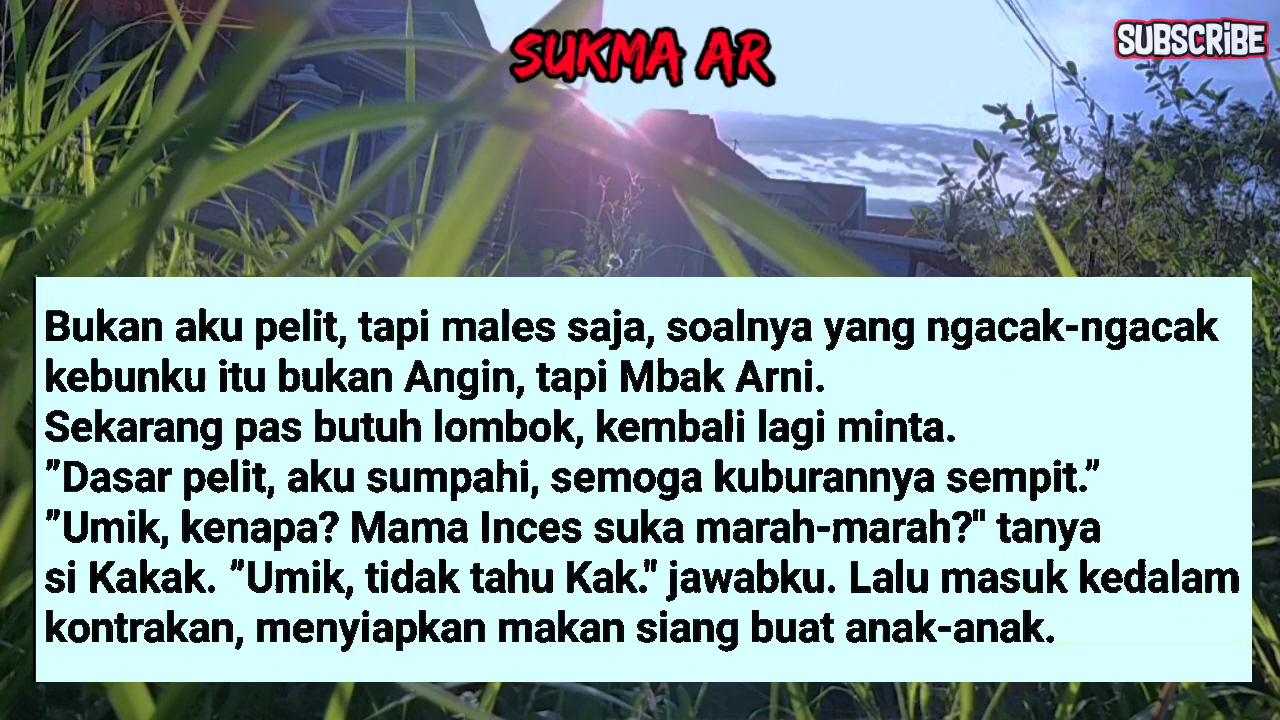 SUKMA AR
SUBSCRiBE
Bukan aku pelit, tapi males saja, soalnya yang ngacak-ngacak
kebunku itu bukan Angin, tapi Mbak Arni.
Sekarang pas butuh lombok, kembali lagi minta.
”Dasar pelit, aku sumpahi, semoga kuburannya sempit.”
”Umik, kenapa? Mama Inces suka marah-marah?" tanya
si Kakak. ”Umik, tidak tahu Kak." jawabku. Lalu masuk kedalam
kontrakan, menyiapkan makan siang buat anak-anak.